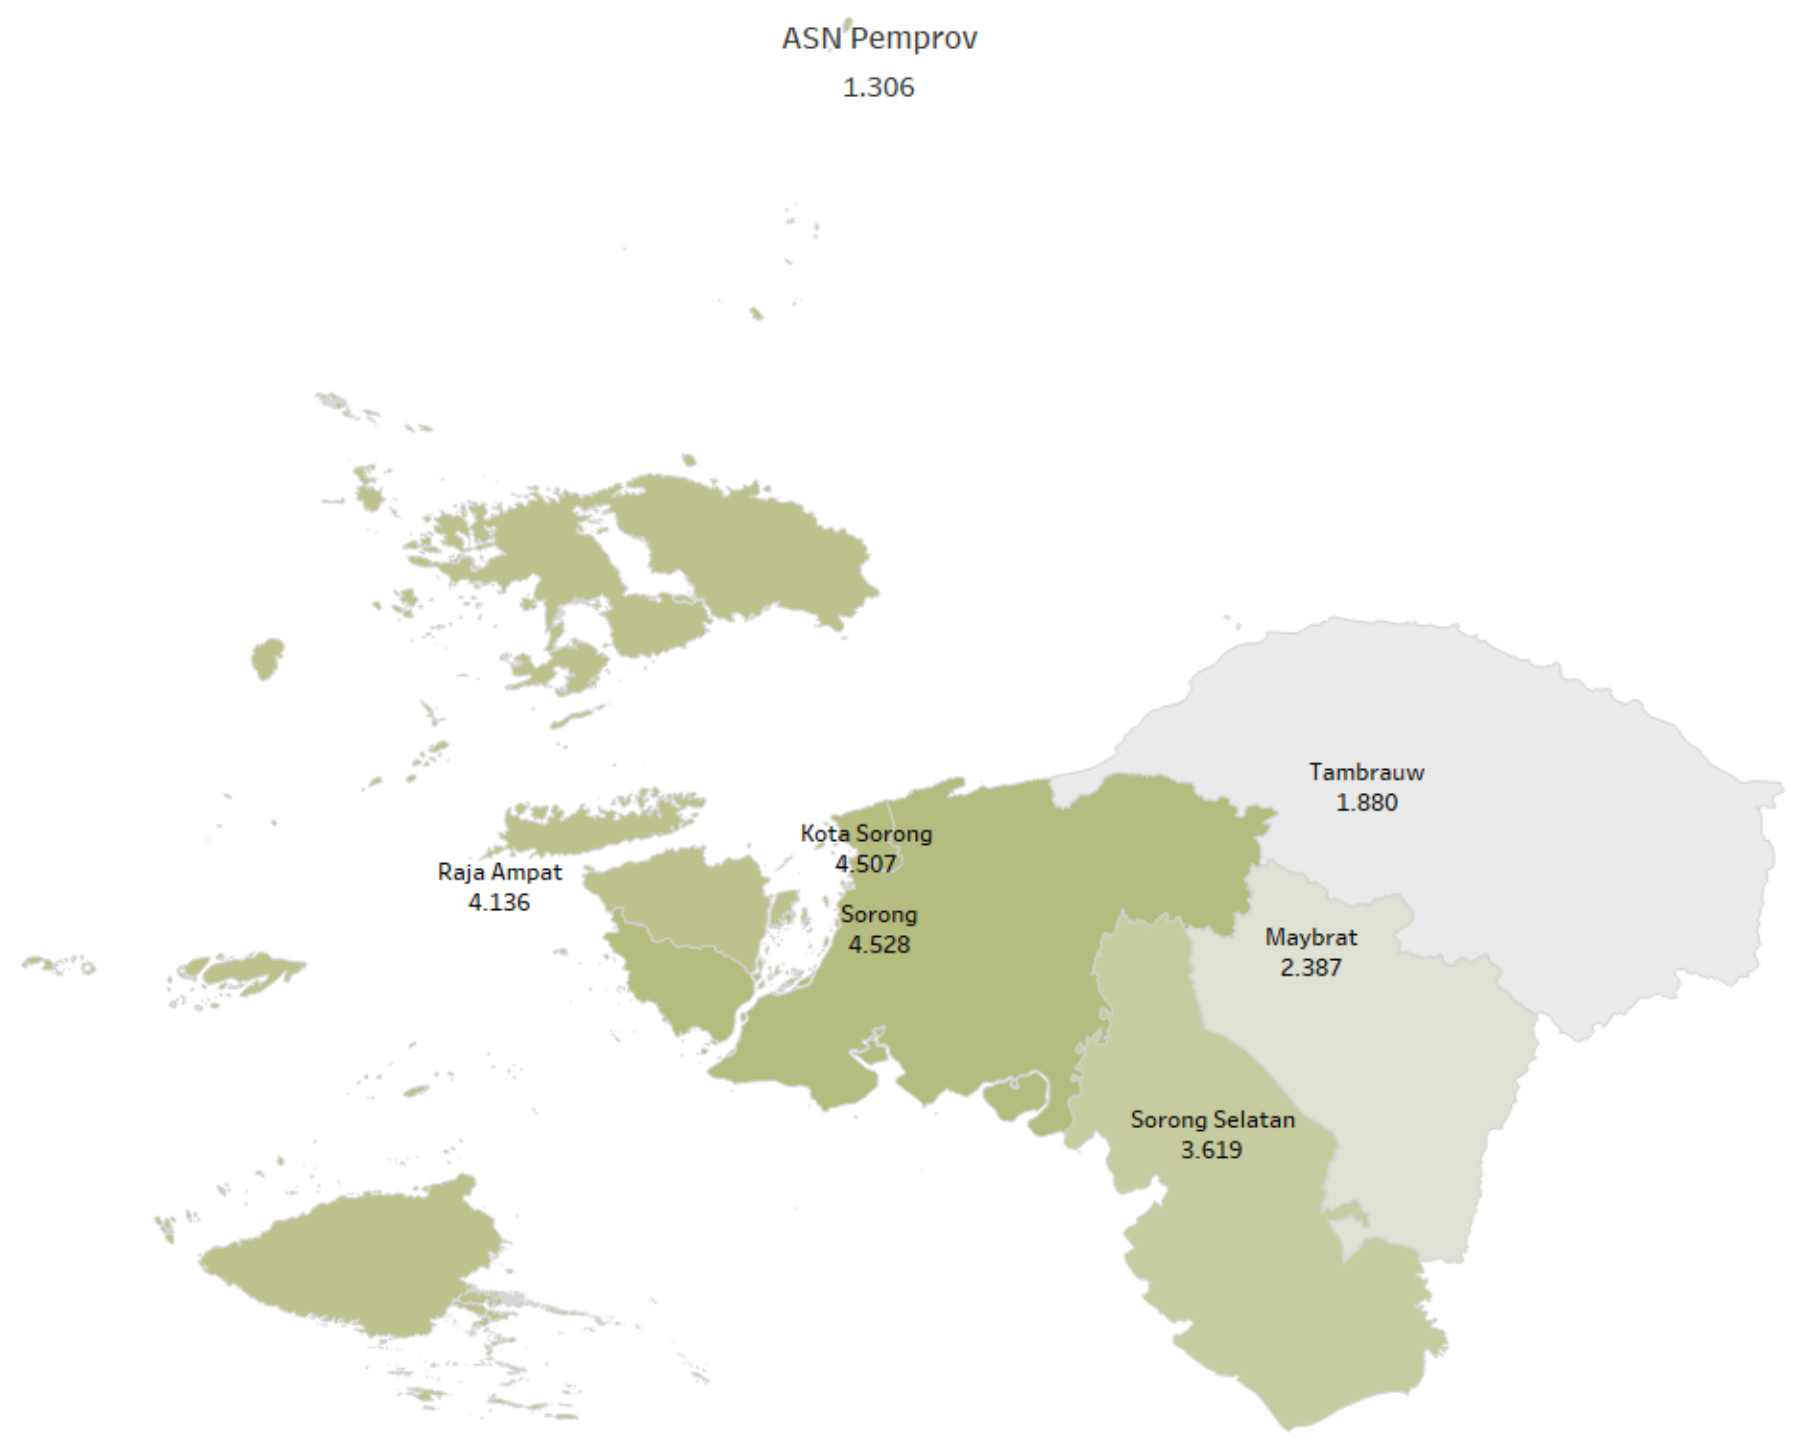 ASN Pemprov
1.306
Tambrauw
1.880
Kota Sorong
4.507
Raja Ampat
4.136
Sorong
4.528
Maybrat
2.387
Sorong Selatan
3.619